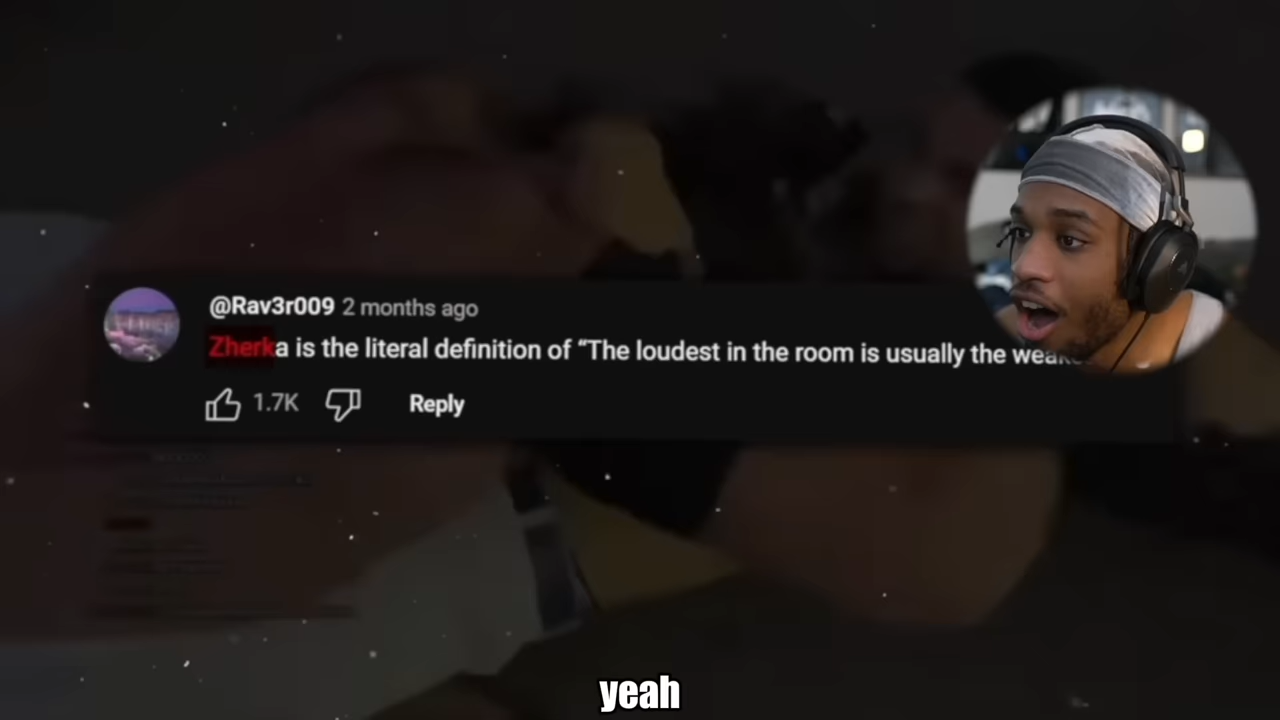 @Rav3r009 2 months ago
Zherka is the literal definition of “The loudest in the room is usually the
1.7K Reply
yeah